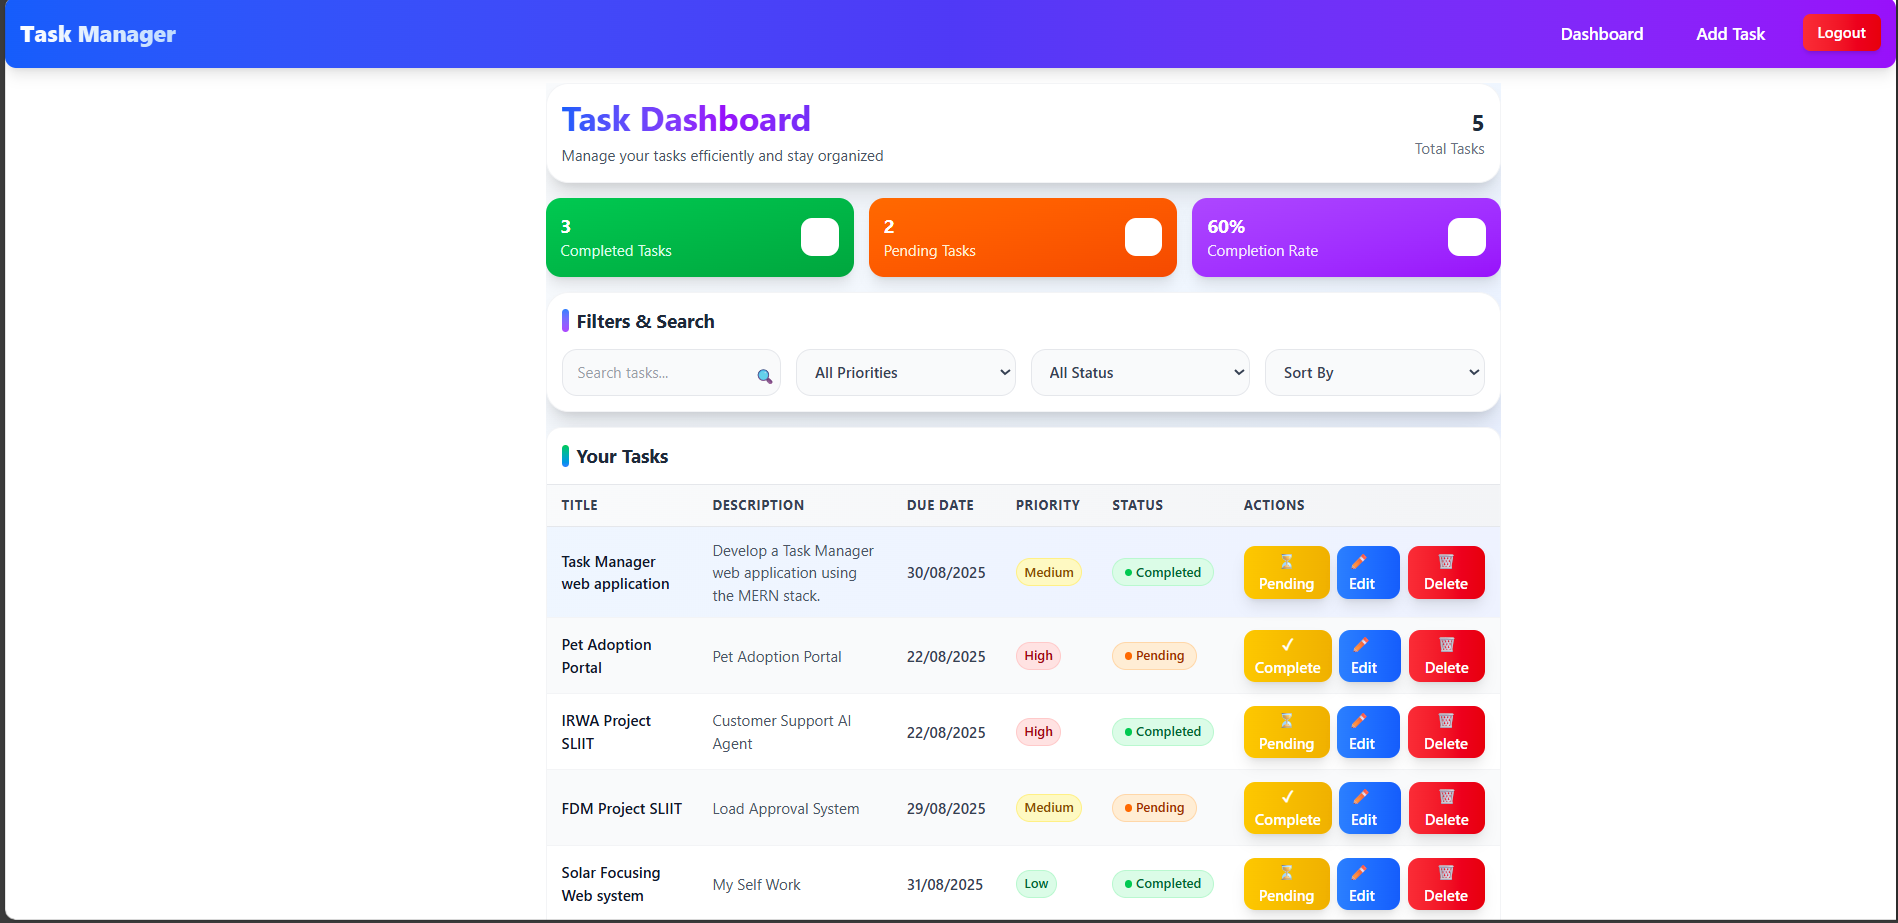 Task Manager
Dashboard
Add Task
Logout
Task Dashboard
Manage your tasks efficiently and stay organized
5
Total Tasks
3
Completed Tasks
2
Pending Tasks
60%
Completion Rate
Filters & Search
Search tasks...
All Priorities
All Status
Sort By
Your Tasks
TITLE DESCRIPTION DUE DATE PRIORITY STATUS ACTIONS
Task Manager
web application
Develop a Task Manager
web application using
the MERN stack.
30/08/2025
Medium
Completed
Pending
Edit
Delete
Pet Adoption
Portal
Pet Adoption Portal
22/08/2025
High
Pending
Complete
Edit
Delete
IRWA Project
SLIIT
Customer Support AI
Agent
22/08/2025
High
Completed
Pending
Edit
Delete
FDM Project SLIIT
Load Approval System
29/08/2025
Medium
Pending
Complete
Edit
Delete
Solar Focusing
Web system
My Self Work
31/08/2025
Low
Completed
Pending
Edit
Delete